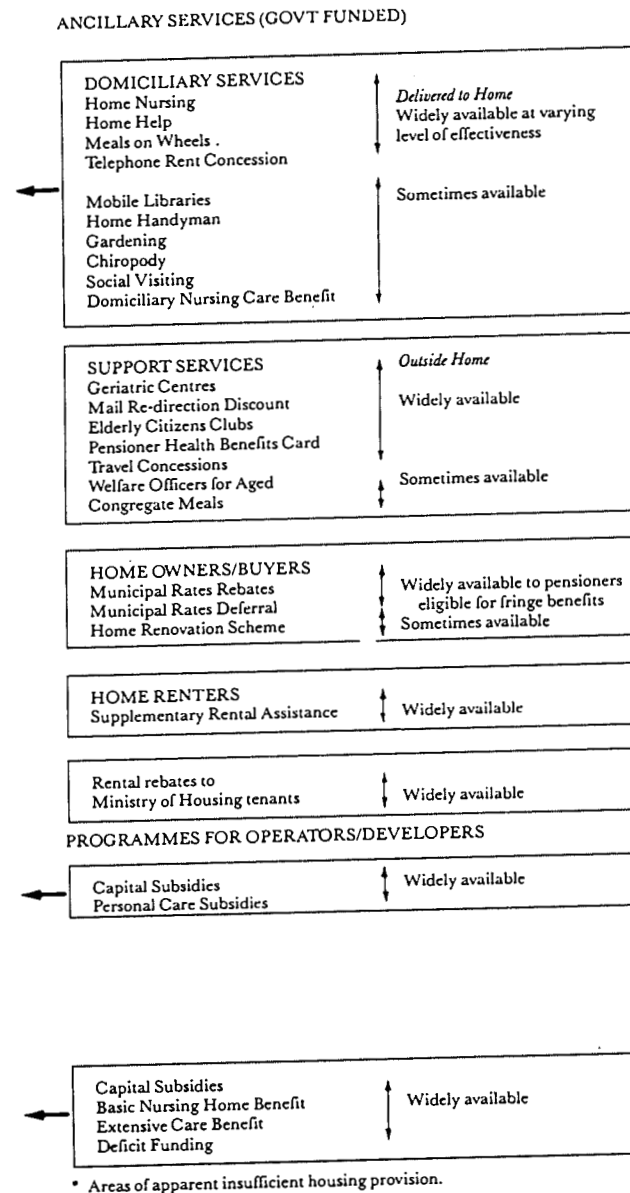 ANCILLARY SERVICES (GOVT FUNDED)
DOMICILIARY SERVICES
Home Nursing
Home Help
Meals on Wheels .
Telephone Rent Concession
Delivered to Home
Widely available at varying
level of effectiveness
Mobile Libraries
Home Handyman
Gardening
Chiropody
Social Visiting
Domiciliary Nursing Care Benefit
Sometimes available
SUPPORT SERVICES
Geriatric Centres
Mail Re-direction Discount
Elderly Citizens Clubs
Pensioner Health Benefits Card
Travel Concessions
Welfare Officers for Aged
Congregate Meals
Outside Home
Widely available
Sometimes available
HOME OWNERS/BUYERS
Municipal Rates Rebates
Municipal Rates Deferral
Home Renovation Scheme
Widely available to pensioners
eligible for fringe benefits
Sometimes available
HOME RENTERS
Supplementary Rental Assistance
Widely available
Rental rebates to
Ministry of Housing tenants
Widely available
PROGRAMMES FOR OPERATORS/DEVELOPERS
Capital Subsidies
Personal Care Subsidies
Widely available
Capital Subsidies
Basic Nursing Home Benefit
Extensive Care Benefit
Deficit Funding
Widely available
* Areas of apparent insufficient housing provision.